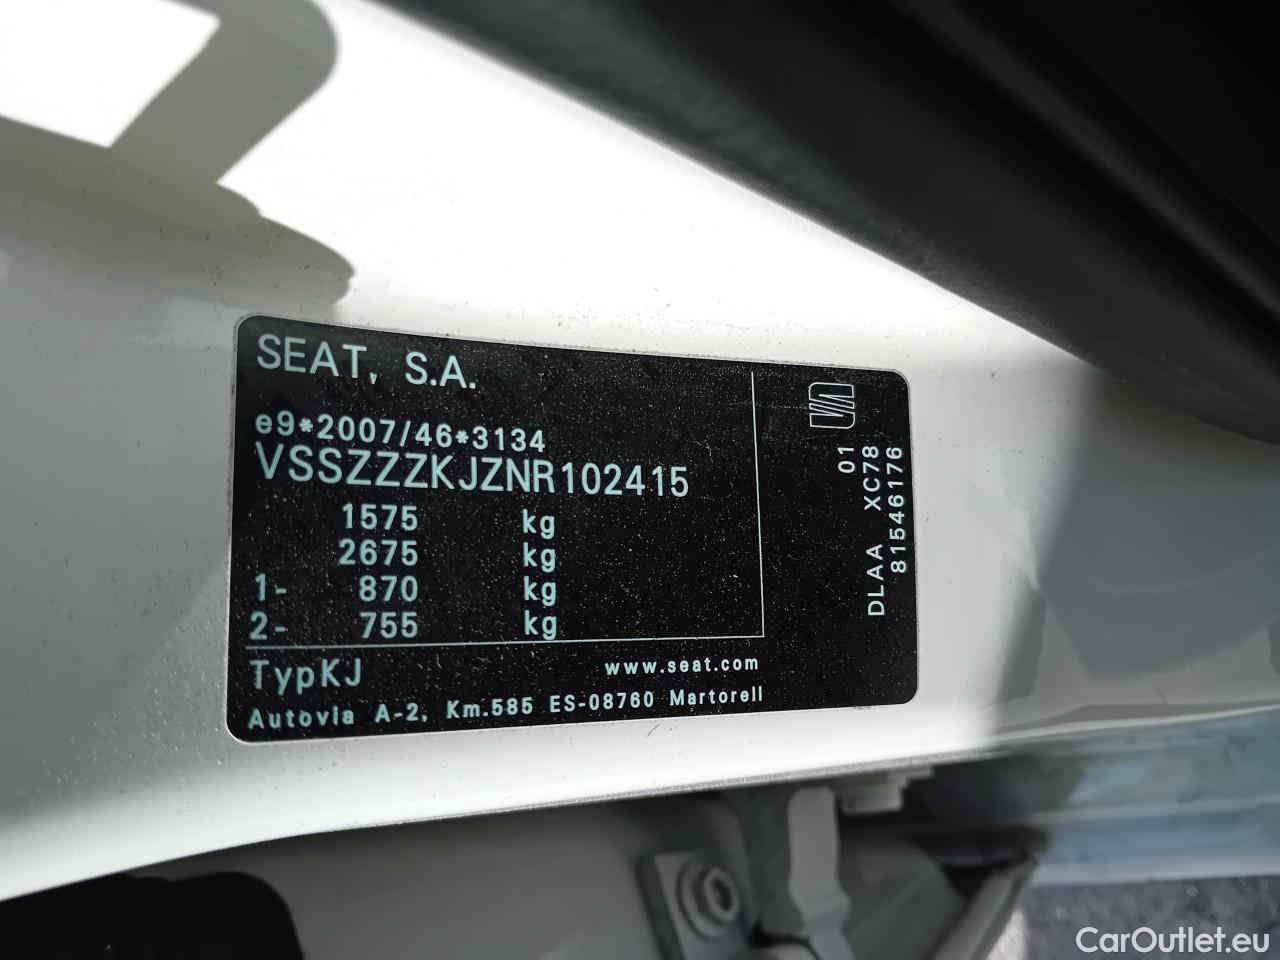 SEAT, S.A.
e9*2007/46*3134
VSSZZZKJZNR102415
1575 kg
2675 kg
1- 870 kg
2- 755 kg
TypKJ www.seat.com
Autovia A-2, Km.585 ES-08760 Martorell
01
DLAA XC78
81546176
CarOutlet.eu